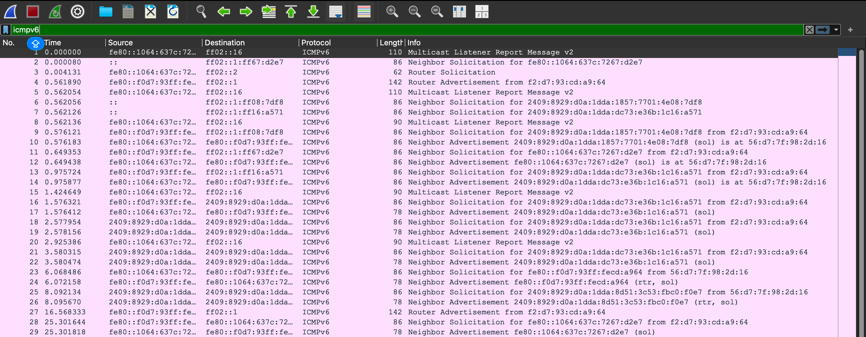 icmpv6
No. Time Source Destination Protocol Length Info
1 0.000000 fe80::1064:637c:72… ff02::16 ICMPv6 110 Multicast Listener Report Message v2
2 0.000080 :: ff02::1:ff67:d2e7 ICMPv6 86 Neighbor Solicitation for fe80::1064:637c:7267:d2e7
3 0.004131 fe80::1064:637c:72… ff02::2 ICMPv6 62 Router Solicitation
4 0.561890 fe80::f0d7:93ff:fe… ff02::1 ICMPv6 142 Router Advertisement from f2:d7:93:cd:a9:64
5 0.562054 fe80::1064:637c:72… ff02::16 ICMPv6 110 Multicast Listener Report Message v2
6 0.562056 :: ff02::1:ff08:7df8 ICMPv6 86 Neighbor Solicitation for 2409:8929:d0a:1dda:1857:7701:4e08:7df8
7 0.562126 :: ff02::1:ff16:a571 ICMPv6 86 Neighbor Solicitation for 2409:8929:d0a:1dda:dc73:e36b:1c16:a571
8 0.562136 fe80::1064:637c:72… ff02::16 ICMPv6 90 Multicast Listener Report Message v2
9 0.576121 fe80::f0d7:93ff:fe… ff02::1:ff08:7df8 ICMPv6 86 Neighbor Solicitation for 2409:8929:d0a:1dda:1857:7701:4e08:7df8 from f2:d7:93:cd:a9:64
10 0.576183 fe80::1064:637c:72… fe80::f0d7:93ff:fe… ICMPv6 86 Neighbor Advertisement 2409:8929:d0a:1dda:1857:7701:4e08:7df8 (sol) is at 56:d7:7f:98:2d:16
11 0.649353 fe80::f0d7:93ff:fe… ff02::1:ff67:d2e7 ICMPv6 86 Neighbor Solicitation for fe80::1064:637c:7267:d2e7 from f2:d7:93:cd:a9:64
12 0.649438 fe80::1064:637c:72… fe80::f0d7:93ff:fe… ICMPv6 86 Neighbor Advertisement fe80::1064:637c:7267:d2e7 (sol) is at 56:d7:7f:98:2d:16
13 0.975724 fe80::f0d7:93ff:fe… ff02::1:ff16:a571 ICMPv6 86 Neighbor Solicitation for 2409:8929:d0a:1dda:dc73:e36b:1c16:a571 from f2:d7:93:cd:a9:64
14 0.975877 fe80::1064:637c:72… fe80::f0d7:93ff:fe… ICMPv6 86 Neighbor Advertisement 2409:8929:d0a:1dda:dc73:e36b:1c16:a571 (sol) is at 56:d7:7f:98:2d:16
15 1.424649 fe80::1064:637c:72… ff02::16 ICMPv6 90 Multicast Listener Report Message v2
16 1.576321 fe80::f0d7:93ff:fe… 2409:8929:d0a:1dda… ICMPv6 86 Neighbor Solicitation for 2409:8929:d0a:1dda:dc73:e36b:1c16:a571 from f2:d7:93:cd:a9:64
17 1.576412 2409:8929:d0a:1dda… fe80::f0d7:93ff:fe… ICMPv6 78 Neighbor Advertisement 2409:8929:d0a:1dda:dc73:e36b:1c16:a571 (sol)
18 2.577954 2409:8929:d0a:1dda… 2409:8929:d0a:1dda… ICMPv6 86 Neighbor Solicitation for 2409:8929:d0a:1dda:dc73:e36b:1c16:a571 from f2:d7:93:cd:a9:64
19 2.578156 2409:8929:d0a:1dda… 2409:8929:d0a:1dda… ICMPv6 78 Neighbor Advertisement 2409:8929:d0a:1dda:dc73:e36b:1c16:a571 (sol)
20 2.925386 fe80::1064:637c:72… ff02::16 ICMPv6 90 Multicast Listener Report Message v2
21 3.580315 2409:8929:d0a:1dda… 2409:8929:d0a:1dda… ICMPv6 86 Neighbor Solicitation for 2409:8929:d0a:1dda:dc73:e36b:1c16:a571 from f2:d7:93:cd:a9:64
22 3.580474 2409:8929:d0a:1dda… 2409:8929:d0a:1dda… ICMPv6 78 Neighbor Advertisement 2409:8929:d0a:1dda:dc73:e36b:1c16:a571 (sol)
23 6.068486 fe80::1064:637c:72… fe80::f0d7:93ff:fe… ICMPv6 86 Neighbor Solicitation for fe80::f0d7:93ff:fecd:a964 from 56:d7:7f:98:2d:16
24 6.072158 fe80::f0d7:93ff:fe… fe80::1064:637c:72… ICMPv6 78 Neighbor Advertisement fe80::f0d7:93ff:fecd:a964 (rtr, sol)
25 8.092134 2409:8929:d0a:1dda… 2409:8929:d0a:1dda… ICMPv6 86 Neighbor Solicitation for 2409:8929:d0a:1dda:8d51:3c53:fbc0:f0e7 from 56:d7:7f:98:2d:16
26 8.095670 2409:8929:d0a:1dda… 2409:8929:d0a:1dda… ICMPv6 78 Neighbor Advertisement 2409:8929:d0a:1dda:8d51:3c53:fbc0:f0e7 (rtr, sol)
27 16.568333 fe80::f0d7:93ff:fe… ff02::1 ICMPv6 142 Router Advertisement from f2:d7:93:cd:a9:64
28 25.301644 fe80::f0d7:93ff:fe… fe80::1064:637c:72… ICMPv6 86 Neighbor Solicitation for fe80::1064:637c:7267:d2e7 from f2:d7:93:cd:a9:64
29 25.301818 fe80::1064:637c:72… fe80::f0d7:93ff:fe… ICMPv6 78 Neighbor Advertisement fe80::1064:637c:7267:d2e7 (sol)